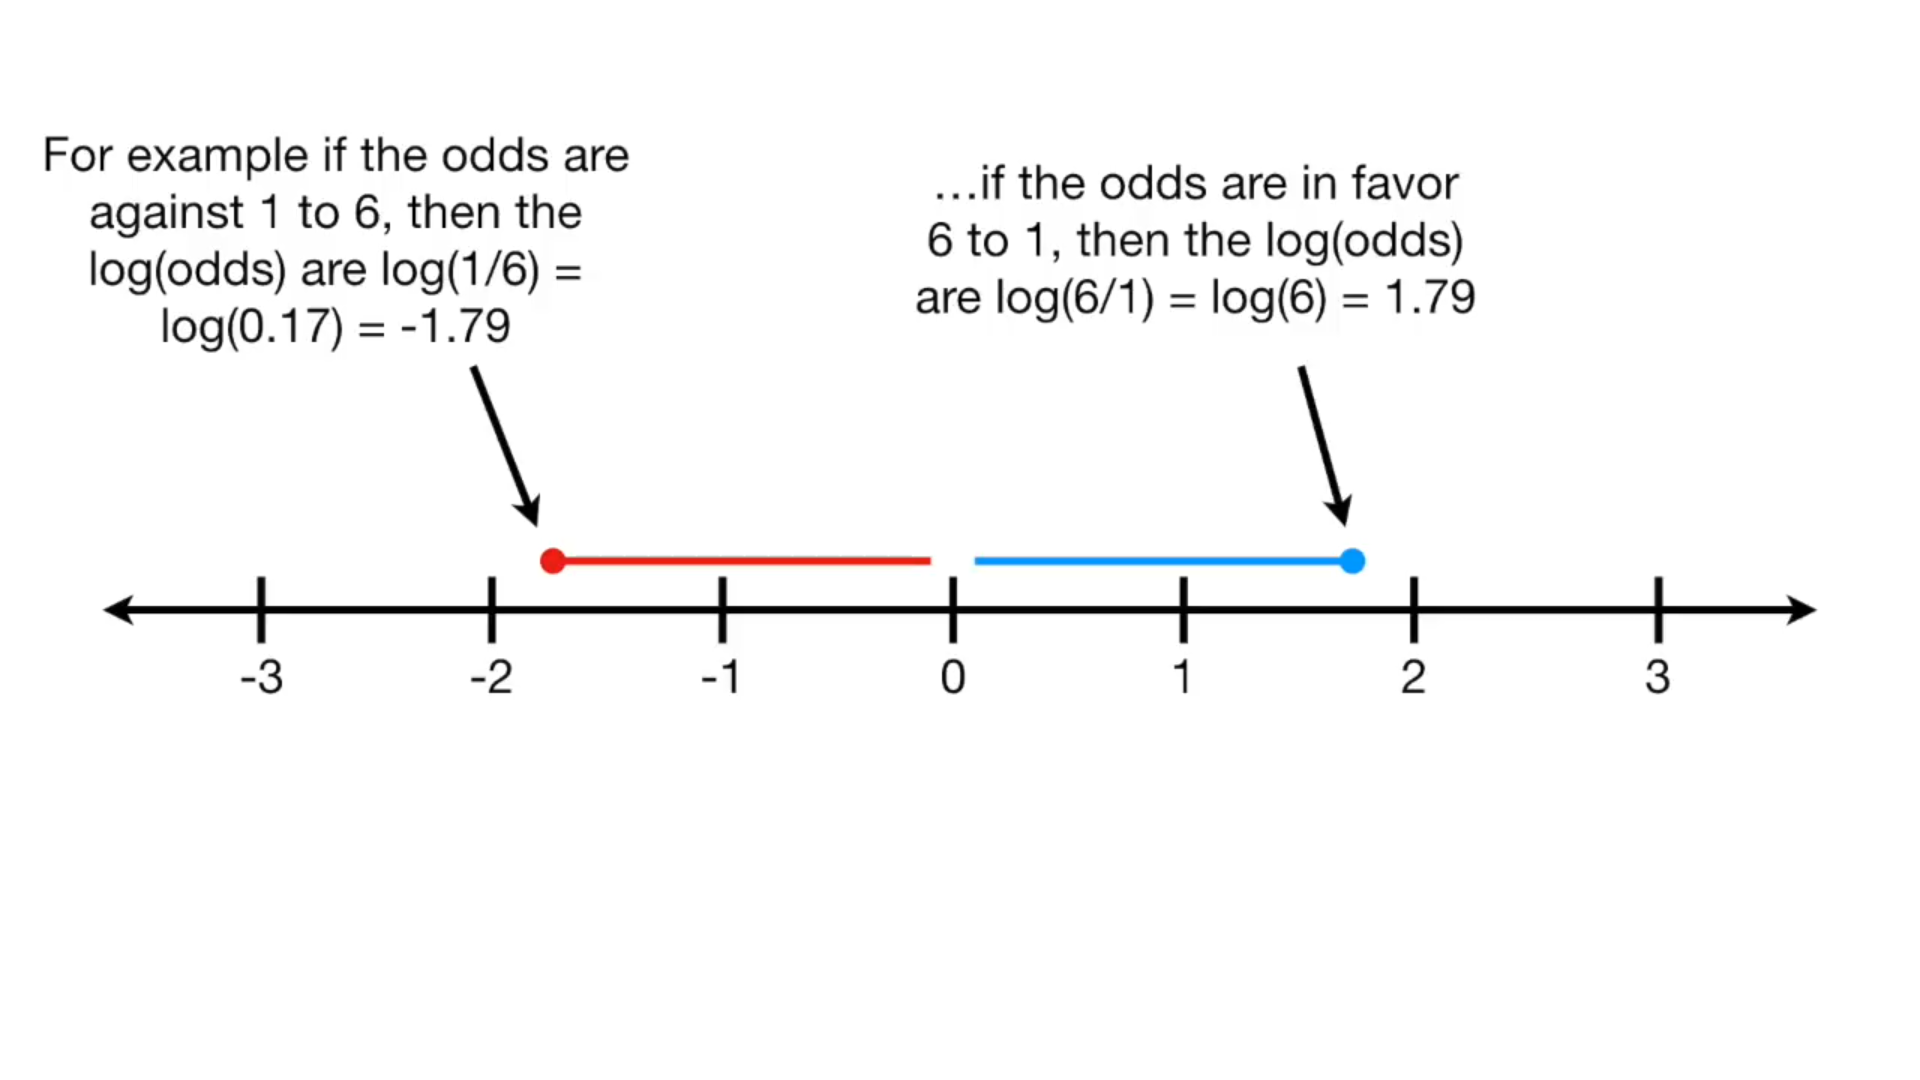 For example if the odds are
against 1 to 6, then the
log(odds) are log(1/6) =
log(0.17) = -1.79
...if the odds are in favor
6 to 1, then the log(odds)
are log(6/1) = log(6) = 1.79
-3 -2 -1 0 1 2 3